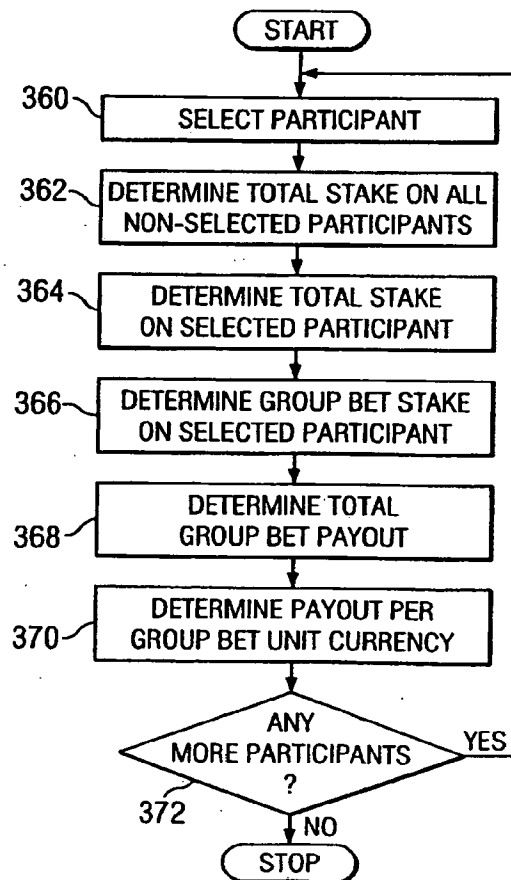 START
360
SELECT PARTICIPANT
362
DETERMINE TOTAL STAKE ON ALL
NON-SELECTED PARTICIPANTS
364
DETERMINE TOTAL STAKE
ON SELECTED PARTICIPANT
366
DETERMINE GROUP BET STAKE
ON SELECTED PARTICIPANT
368
DETERMINE TOTAL
GROUP BET PAYOUT
370
DETERMINE PAYOUT PER
GROUP BET UNIT CURRENCY
ANY
MORE PARTICIPANTS
?
YES
372
NO
STOP